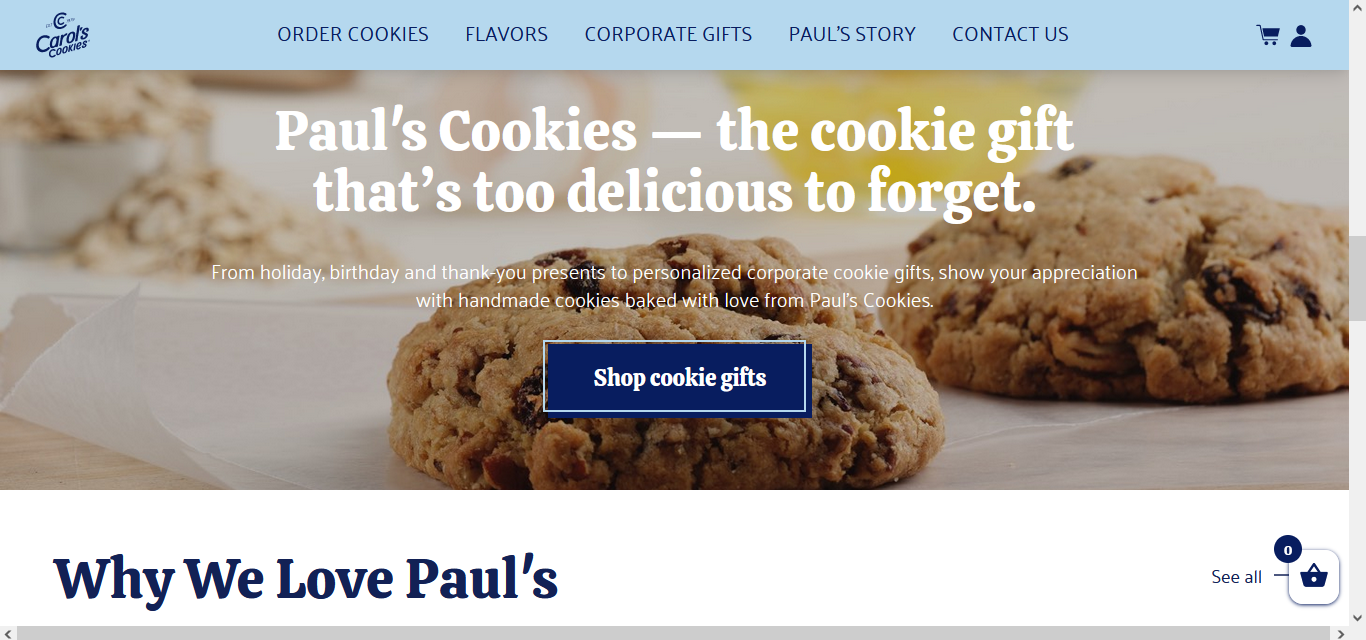 Carol's
Cookies
ORDER COOKIES FLAVORS CORPORATE GIFTS PAUL’S STORY CONTACT US
Paul's Cookies — the cookie gift
that’s too delicious to forget.
From holiday, birthday and thank-you presents to personalized corporate cookie gifts, show your appreciation
with handmade cookies baked with love from Paul's Cookies.
Shop cookie gifts
0
Why We Love Paul's
See all